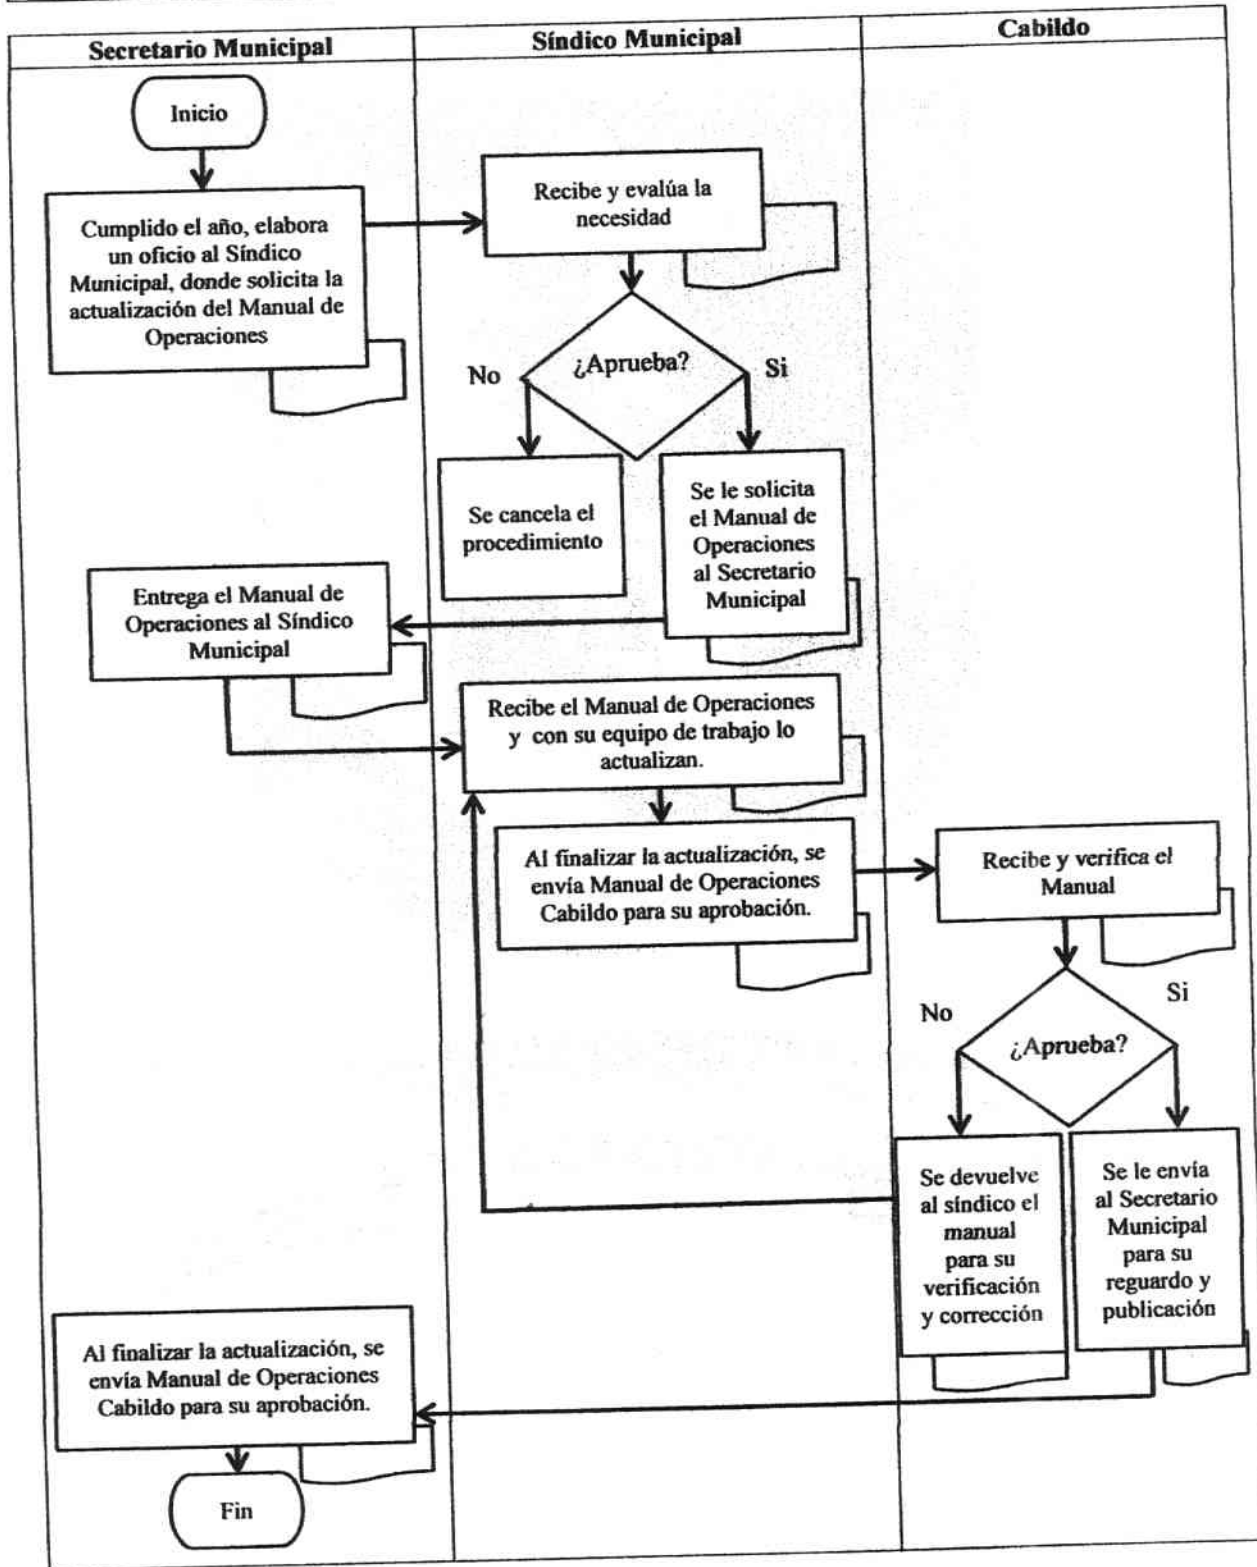 Secretario Municipal
Síndico Municipal
Cabildo
Inicio
Cumplido el año, elabora
un oficio al Síndico
Municipal, donde solicita la
actualización del Manual de
Operaciones
Recibe y evalúa la
necesidad
¿Aprueba?
No
Si
Se cancela el
procedimiento
Se le solicita
el Manual de
Operaciones
al Secretario
Municipal
Entrega el Manual de
Operaciones al Síndico
Municipal
Recibe el Manual de Operaciones
y con su equipo de trabajo lo
actualizan.
Al finalizar la actualización, se
envía Manual de Operaciones
Cabildo para su aprobación.
Recibe y verifica el
Manual
¿Aprueba?
No
Si
Se devuelve
al síndico el
manual
para su
verificación
y corrección
Se le envía
al Secretario
Municipal
para su
reguardo y
publicación
Al finalizar la actualización, se
envía Manual de Operaciones
Cabildo para su aprobación.
Fin